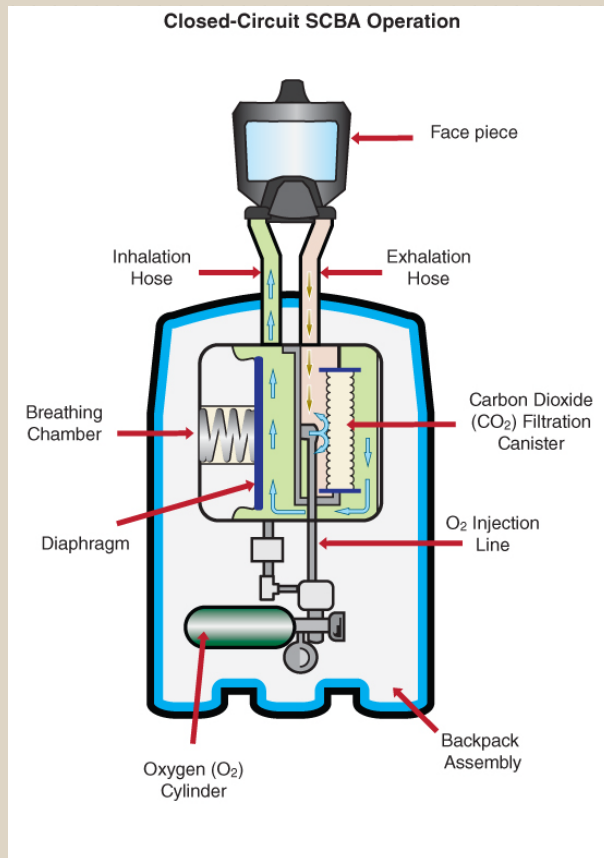 Closed-Circuit SCBA Operation
Face piece
Inhalation
Hose
Exhalation
Hose
Breathing
Chamber
Carbon Dioxide
(CO₂) Filtration
Canister
Diaphragm
O₂ Injection
Line
Oxygen (O₂)
Cylinder
Backpack
Assembly